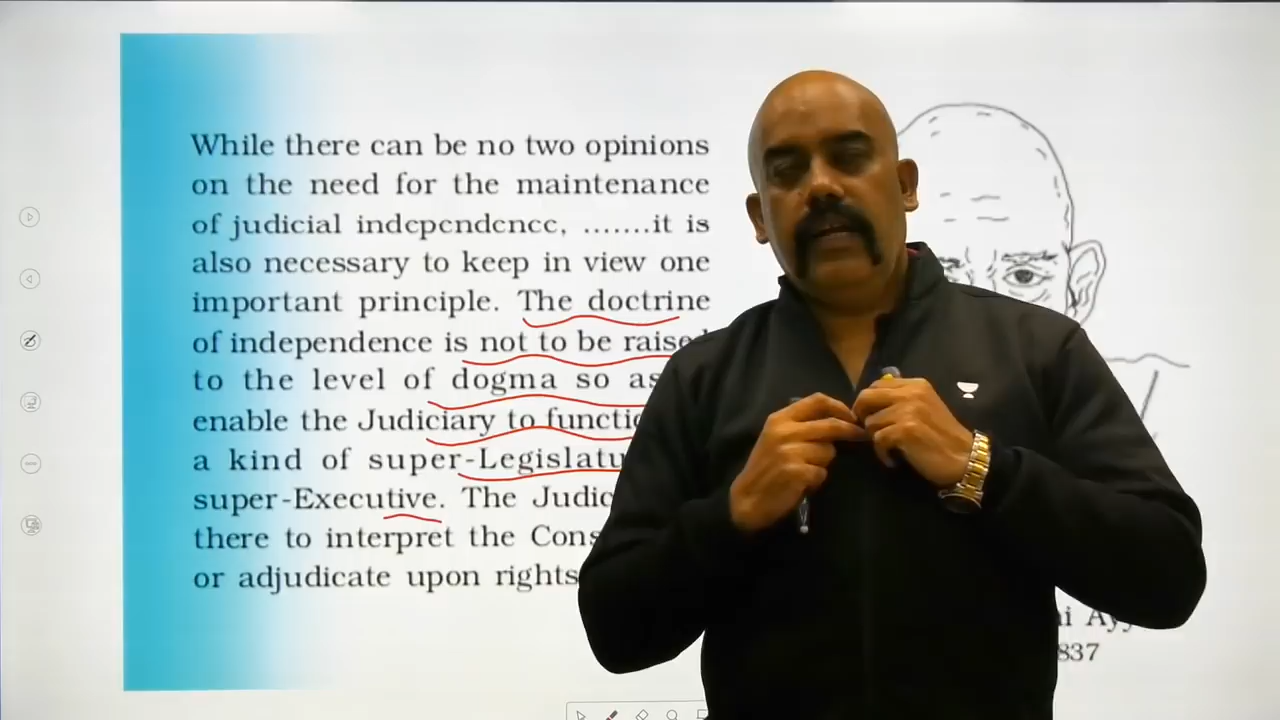 While there can be no two opinions
on the need for the maintenance
of judicial independence, .......it is
also necessary to keep in view one
important principle. The doctrine
of independence is not to be raise
to the level of dogma so as
enable the Judiciary to functio
a kind of super-Legislatu
super-Executive. The Judic
there to interpret the Cons
or adjudicate upon rights
ni Ayy
837